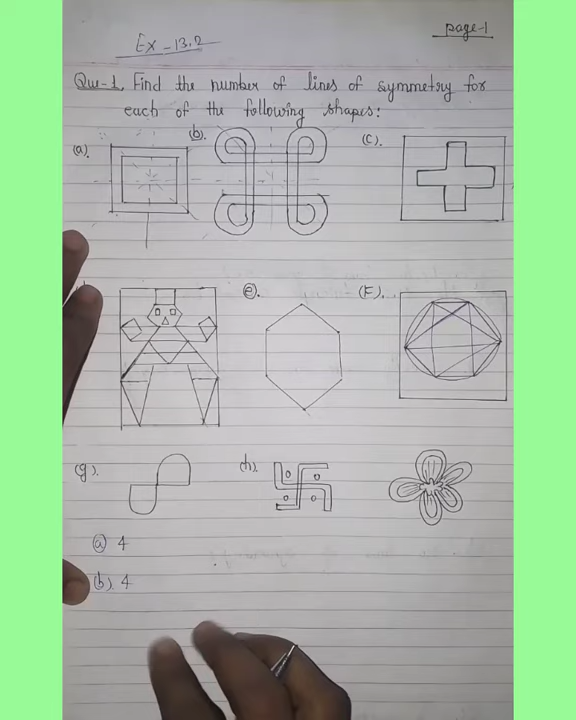 page-1
Ex-13.2
Que-1. Find the number of lines of symmetry for
each of the following shapes:
(a). (b). (c).
e). (F).
(g). (h).
(a) 4
(b). 4